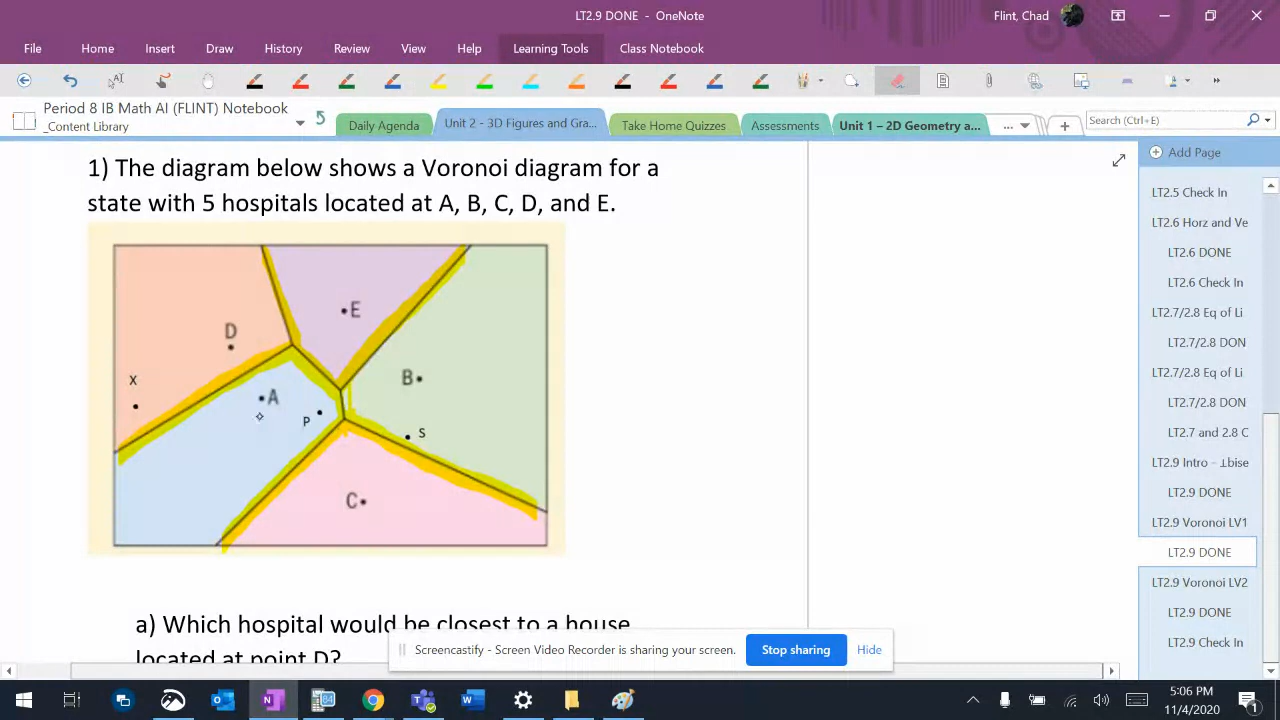 LT2.9 DONE - OneNote
Flint, Chad
File Home Insert Draw History Review View Help Learning Tools Class Notebook
Period 8 IB Math AI (FLINT) Notebook
_Content Library
Daily Agenda
Unit 2 - 3D Figures and Gra...
Take Home Quizzes
Assessments
Unit 1 – 2D Geometry a...
...
Search (Ctrl+E)
Add Page
LT2.5 Check In
LT2.6 Horz and Ve
LT2.6 DONE
LT2.6 Check In
LT2.7/2.8 Eq of Li
LT2.7/2.8 DON
LT2.7/2.8 Eq of Li
LT2.7/2.8 DON
LT2.7 and 2.8 C
LT2.9 Intro - ⊥bise
LT2.9 DONE
LT2.9 Voronoi LV1
LT2.9 DONE
LT2.9 Voronoi LV2
LT2.9 DONE
LT2.9 Check In
1) The diagram below shows a Voronoi diagram for a
state with 5 hospitals located at A, B, C, D, and E.
E
D
B
X
A
P
S
C
a) Which hospital would be closest to a house
located at point D?
Screencastify - Screen Video Recorder is sharing your screen.
Stop sharing
Hide
5:06 PM
11/4/2020